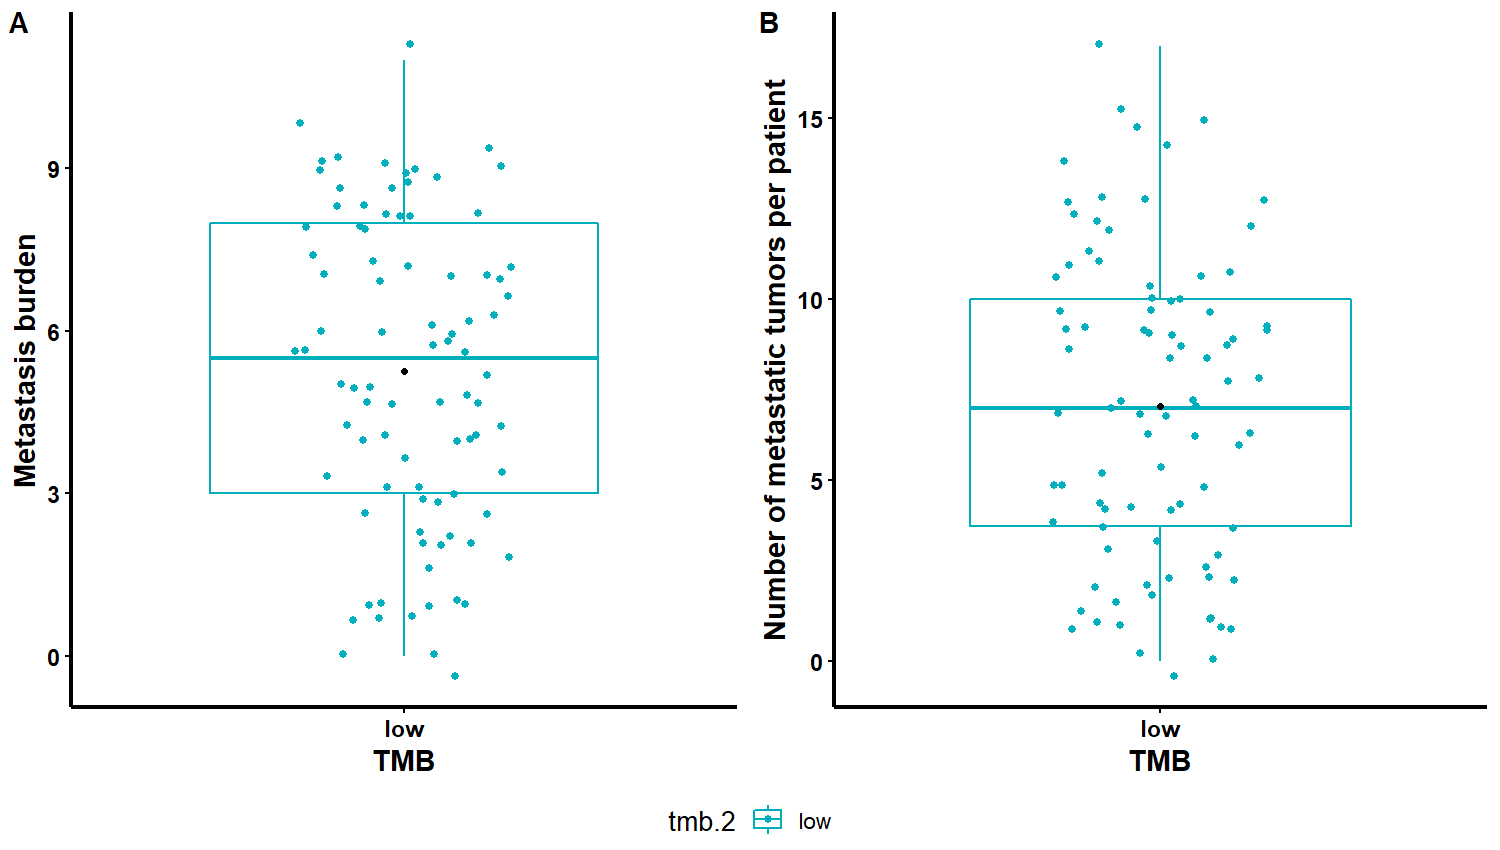 A
Metastasis burden
9
6
3
0
low
TMB
B
Number of metastatic tumors per patient
15
10
5
0
low
TMB
tmb.2 low